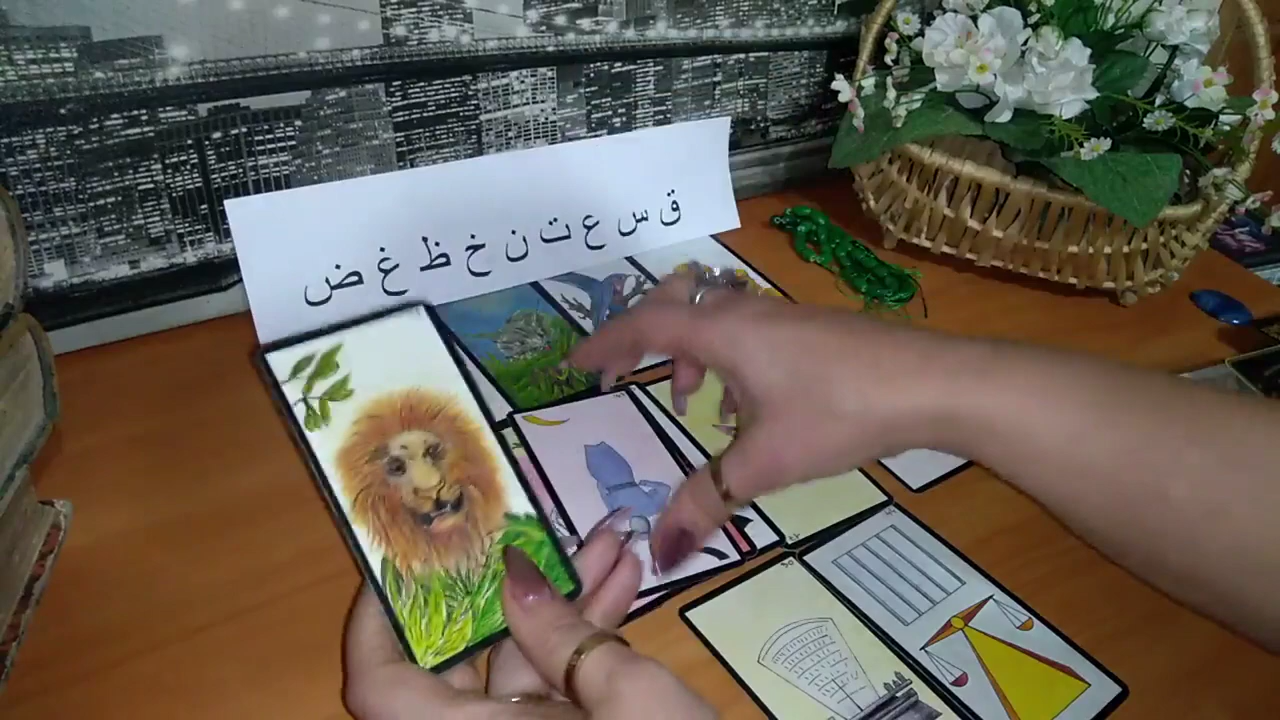 ق س ع ت ن خ ظ غ ض